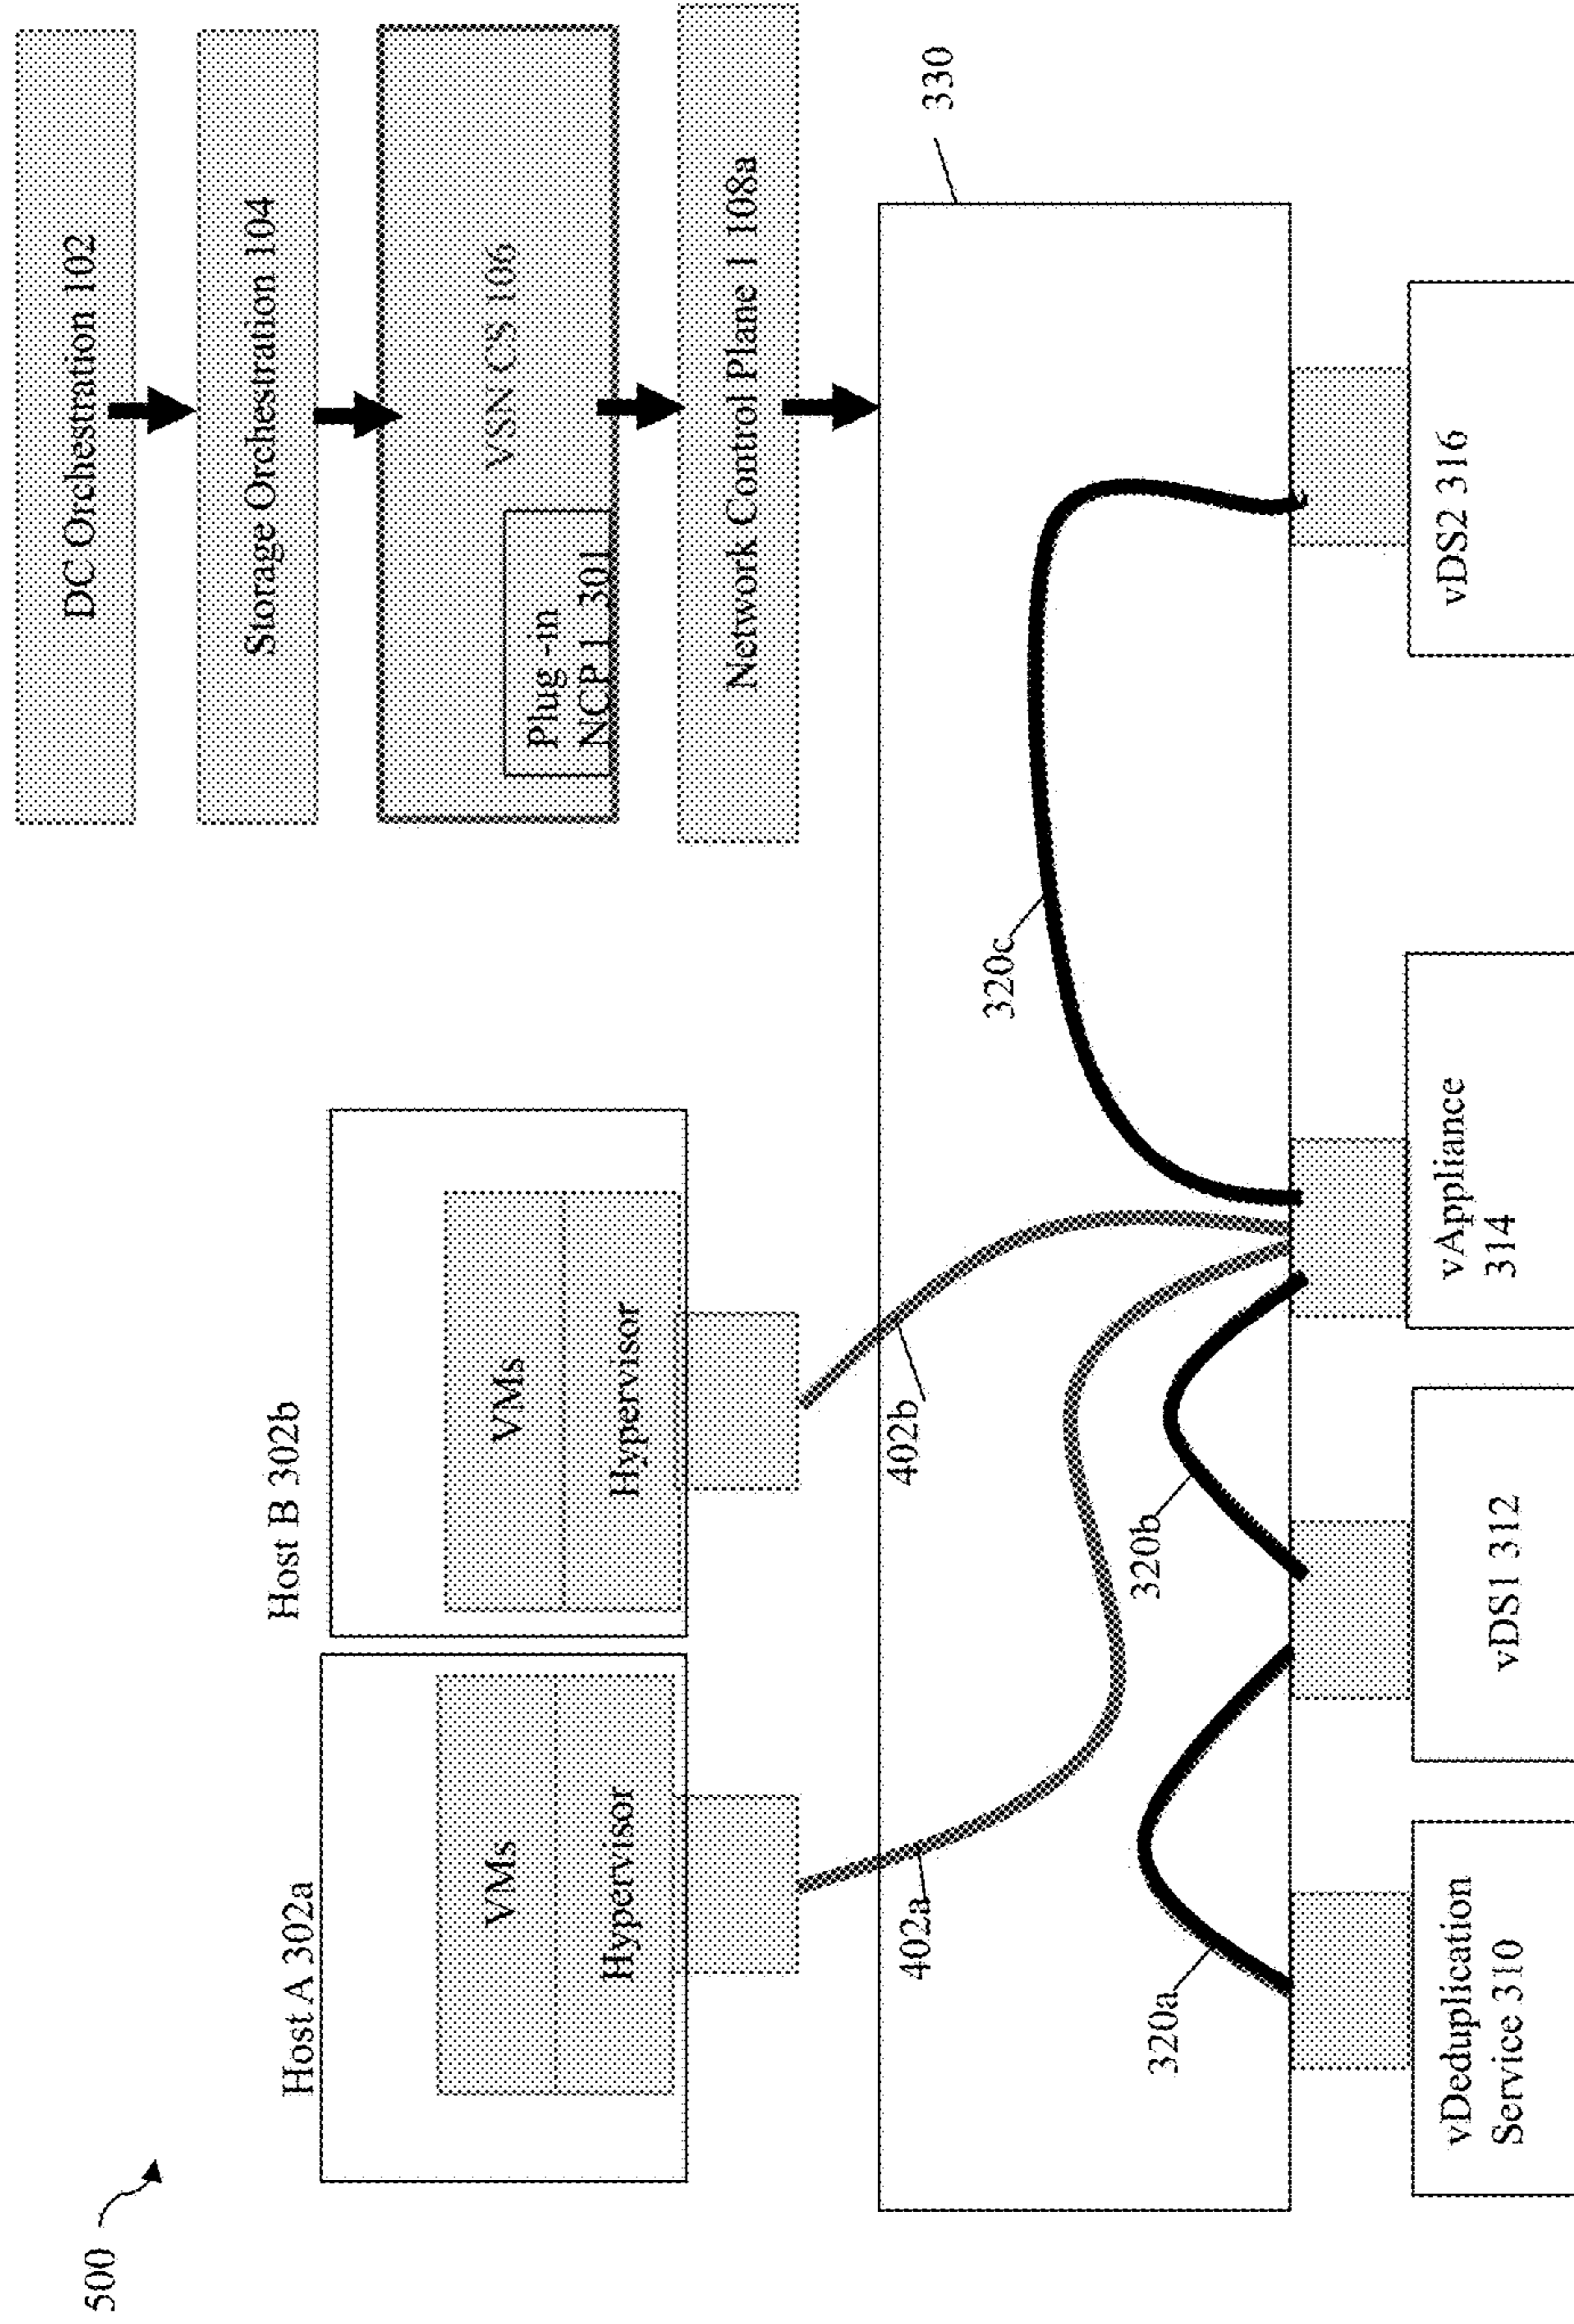 500
Host A 302a
VMs
Hypervisor
Host B 302b
VMs
Hypervisor
DC Orchestration 102
Storage Orchestration 104
VSN CS 106
Plug -in
NCP 1 301
Network Control Plane 1 108a
330
402a
402b
320a
320b
320c
vDeduplication
Service 310
vDS1 312
vAppliance
314
vDS2 316